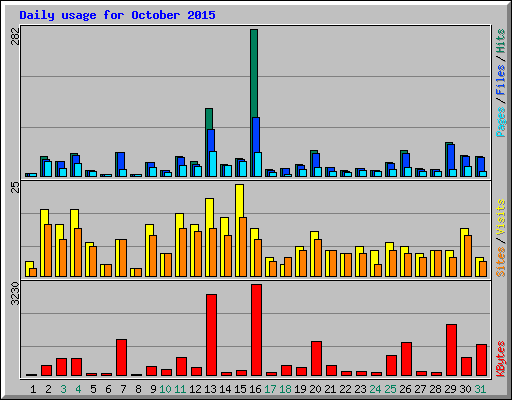 Daily usage for October 2015
282
Pages / Files / Hits
25
Sites / Visits
3230
KBytes
1 2 3 4 5 6 7 8 9 10 11 12 13 14 15 16 17 18 19 20 21 22 23 24 25 26 27 28 29 30 31